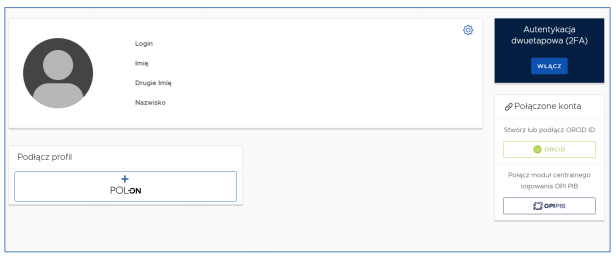 Login
Imię
Drugie Imię
Nazwisko
Podłącz profil
+
POL-ON
Autentykacja
dwuetapowa (2FA)
WŁĄCZ
Połączone konta
Stwórz lub podłącz ORCID ID
iD ORCID
Połącz moduł centralnego
logowania OPI PIB
OPI PIB